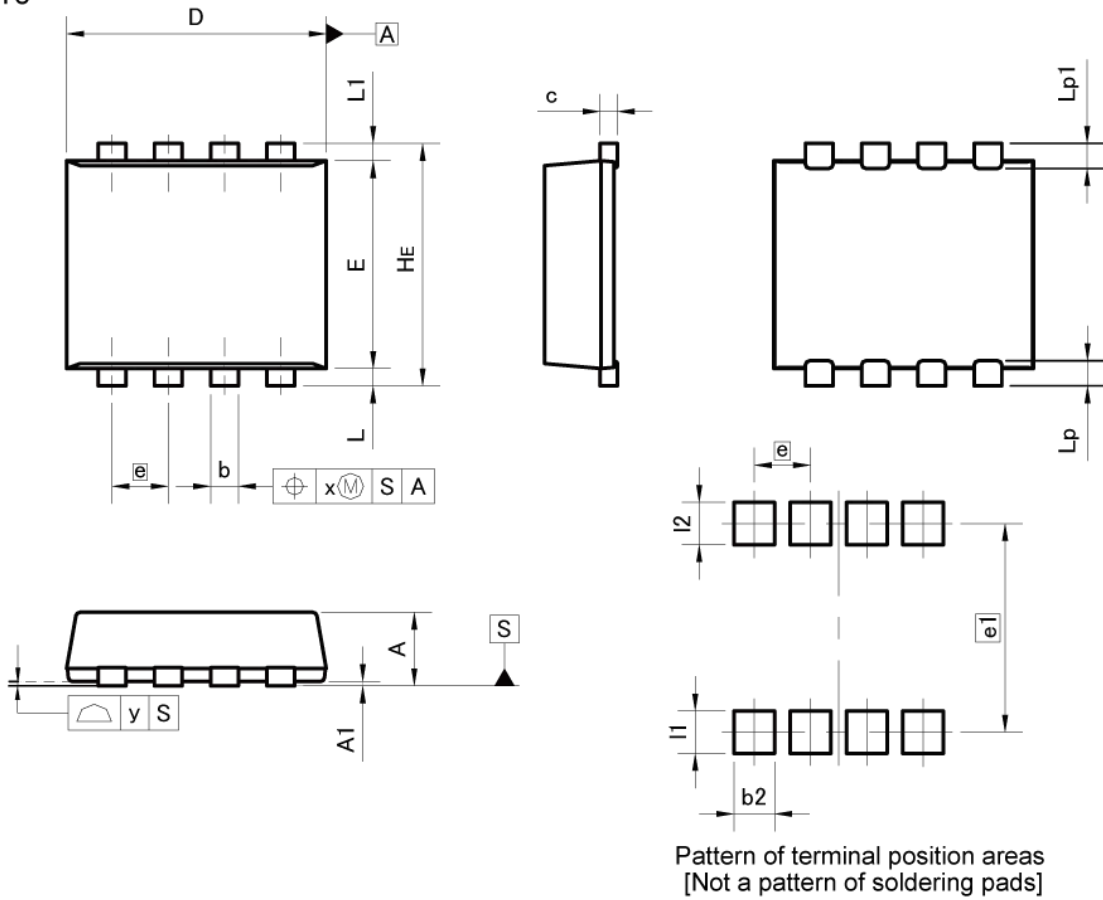 D
A
L1
c
Lp1
E
HE
L
Lp
e
b
x Ⓜ S A
e
l2
e1
S
A
y S
A1
l1
b2
Pattern of terminal position areas
[Not a pattern of soldering pads]